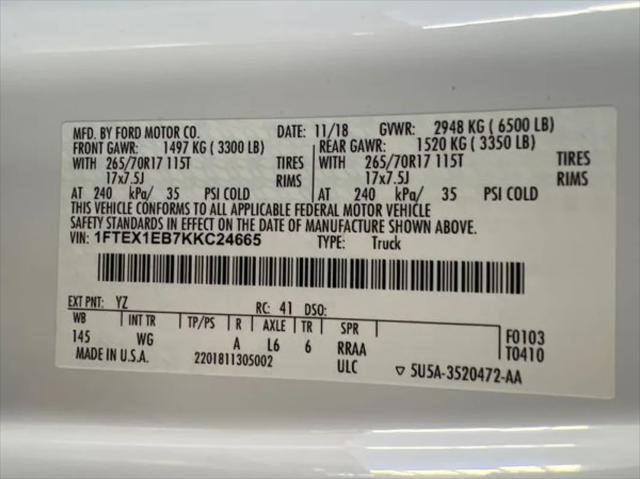 MFD. BY FORD MOTOR CO. DATE: 11/18 GVWR: 2948 KG ( 6500 LB)
FRONT GAWR: 1497 KG ( 3300 LB) REAR GAWR: 1520 KG ( 3350 LB)
WITH 265/70R17 115T TIRES WITH 265/70R17 115T TIRES
17x7.5J RIMS 17x7.5J RIMS
AT 240 kPa/ 35 PSI COLD AT 240 kPa/ 35 PSI COLD
THIS VEHICLE CONFORMS TO ALL APPLICABLE FEDERAL MOTOR VEHICLE
SAFETY STANDARDS IN EFFECT ON THE DATE OF MANUFACTURE SHOWN ABOVE.
VIN: 1FTEX1EB7KKC24665 TYPE: Truck
EXT PNT: YZ RC: 41 DSO:
WB INT TR TP/PS R AXLE TR SPR F0103
145 WG A L6 6 RRAA T0410
MADE IN U.S.A. 2201811305002 ULC ▽ 5U5A-3520472-AA